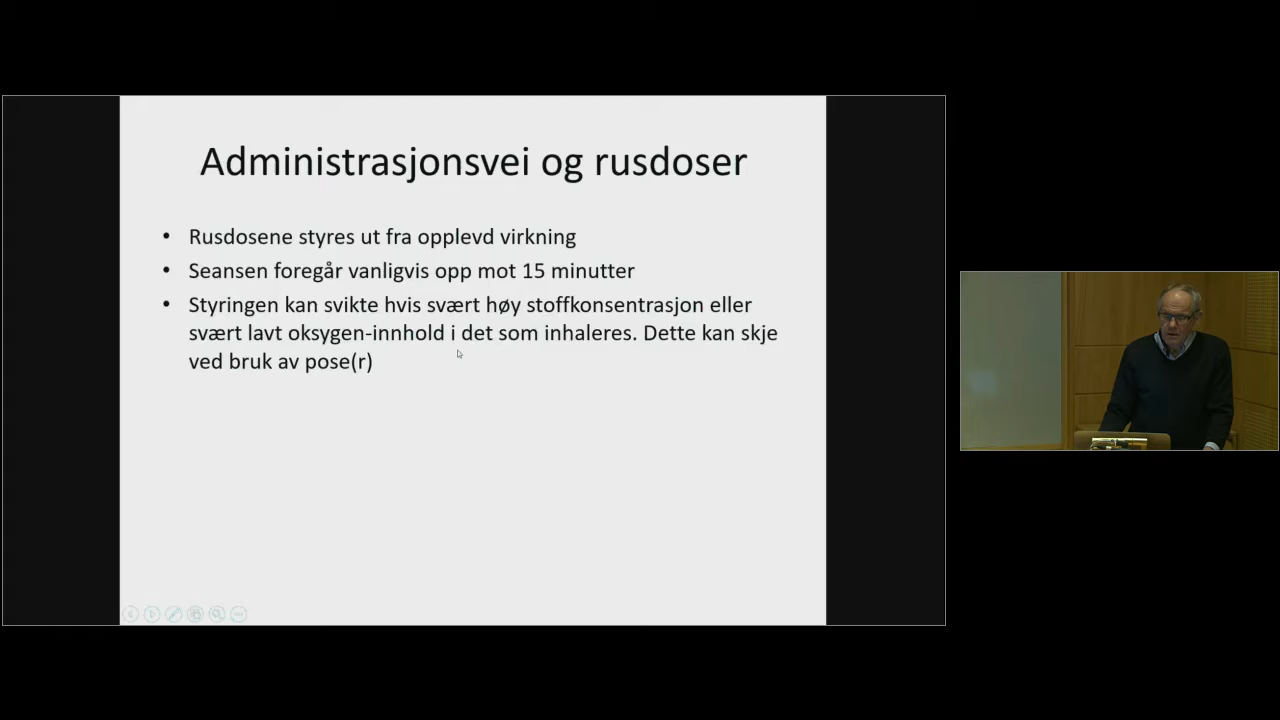 Administrasjonsvei og rusdoser
• Rusdosene styres ut fra opplevd virkning
• Seansen foregår vanligvis opp mot 15 minutter
• Styringen kan svikte hvis svært høy stoffkonsentrasjon eller
svært lavt oksygen-innhold i det som inhaleres. Dette kan skje
ved bruk av pose(r)